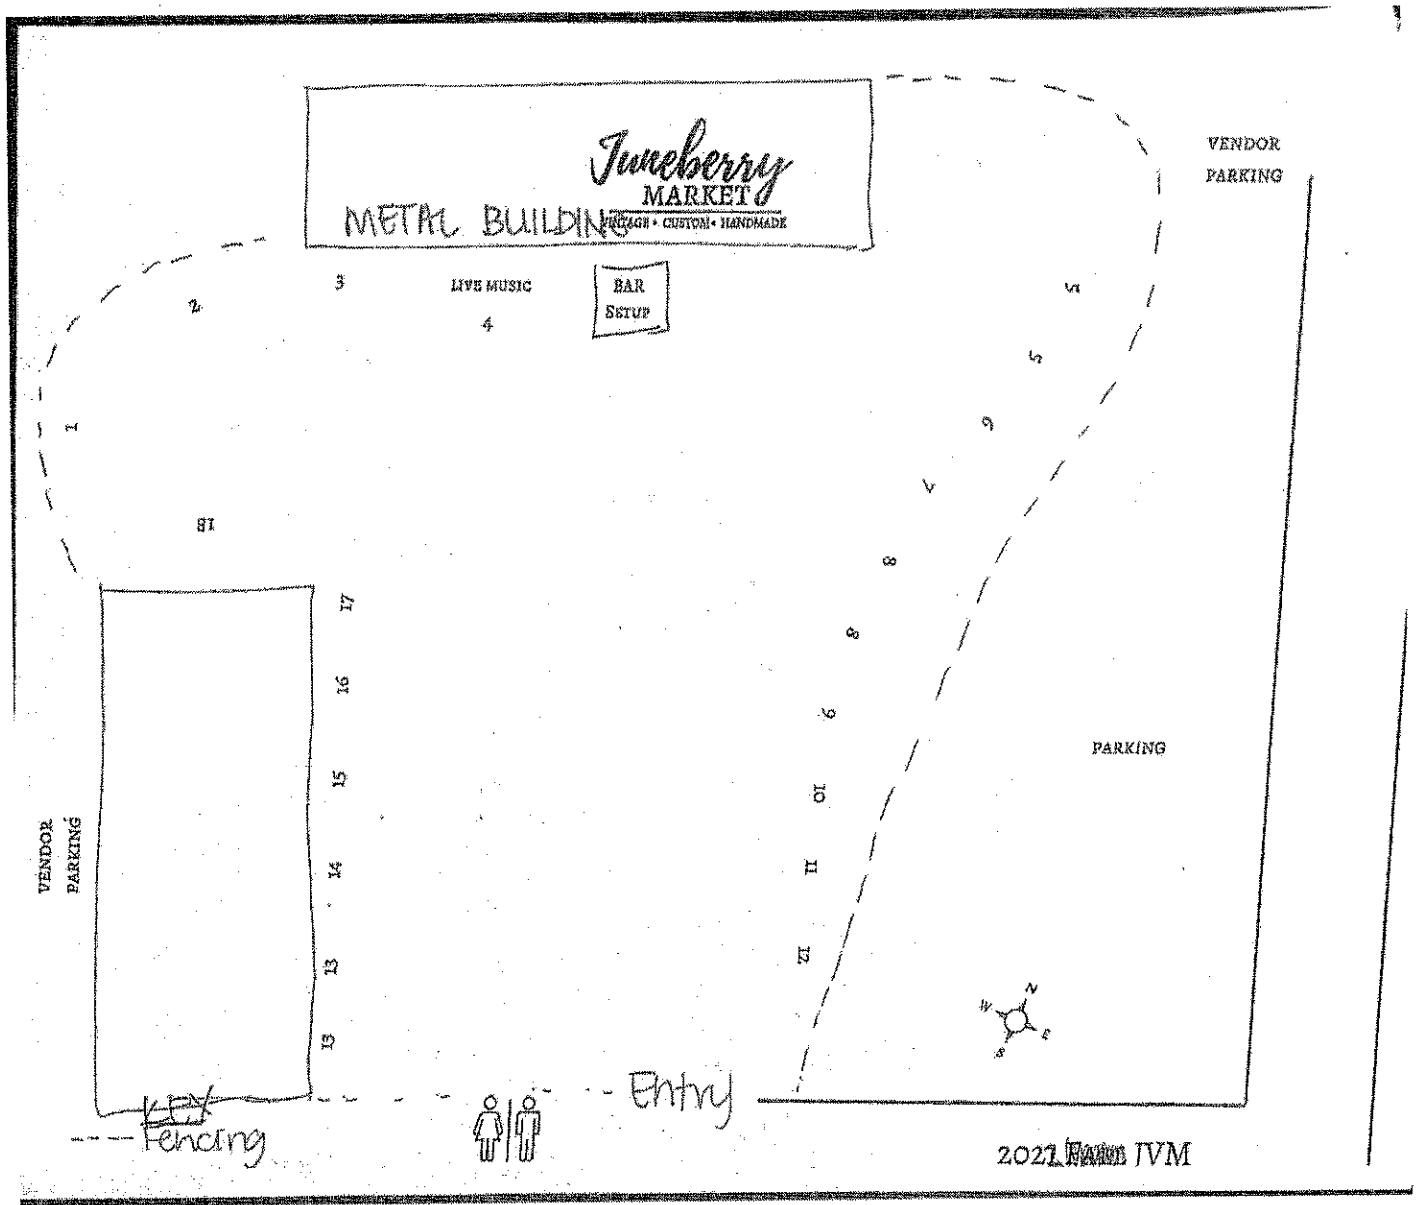 Juneberry
MARKET
VINTAGE • CUSTOM • HANDMADE
METAL BUILDING
VENDOR
PARKING
3
LIVE MUSIC
4
BAR
SETUP
2
1
18
5
5
6
7
8
8
9
10
11
12
17
16
15
14
13
13
VENDOR
PARKING
PARKING
N
W
E
S
Entry
KEY
---- Fencing
JVM